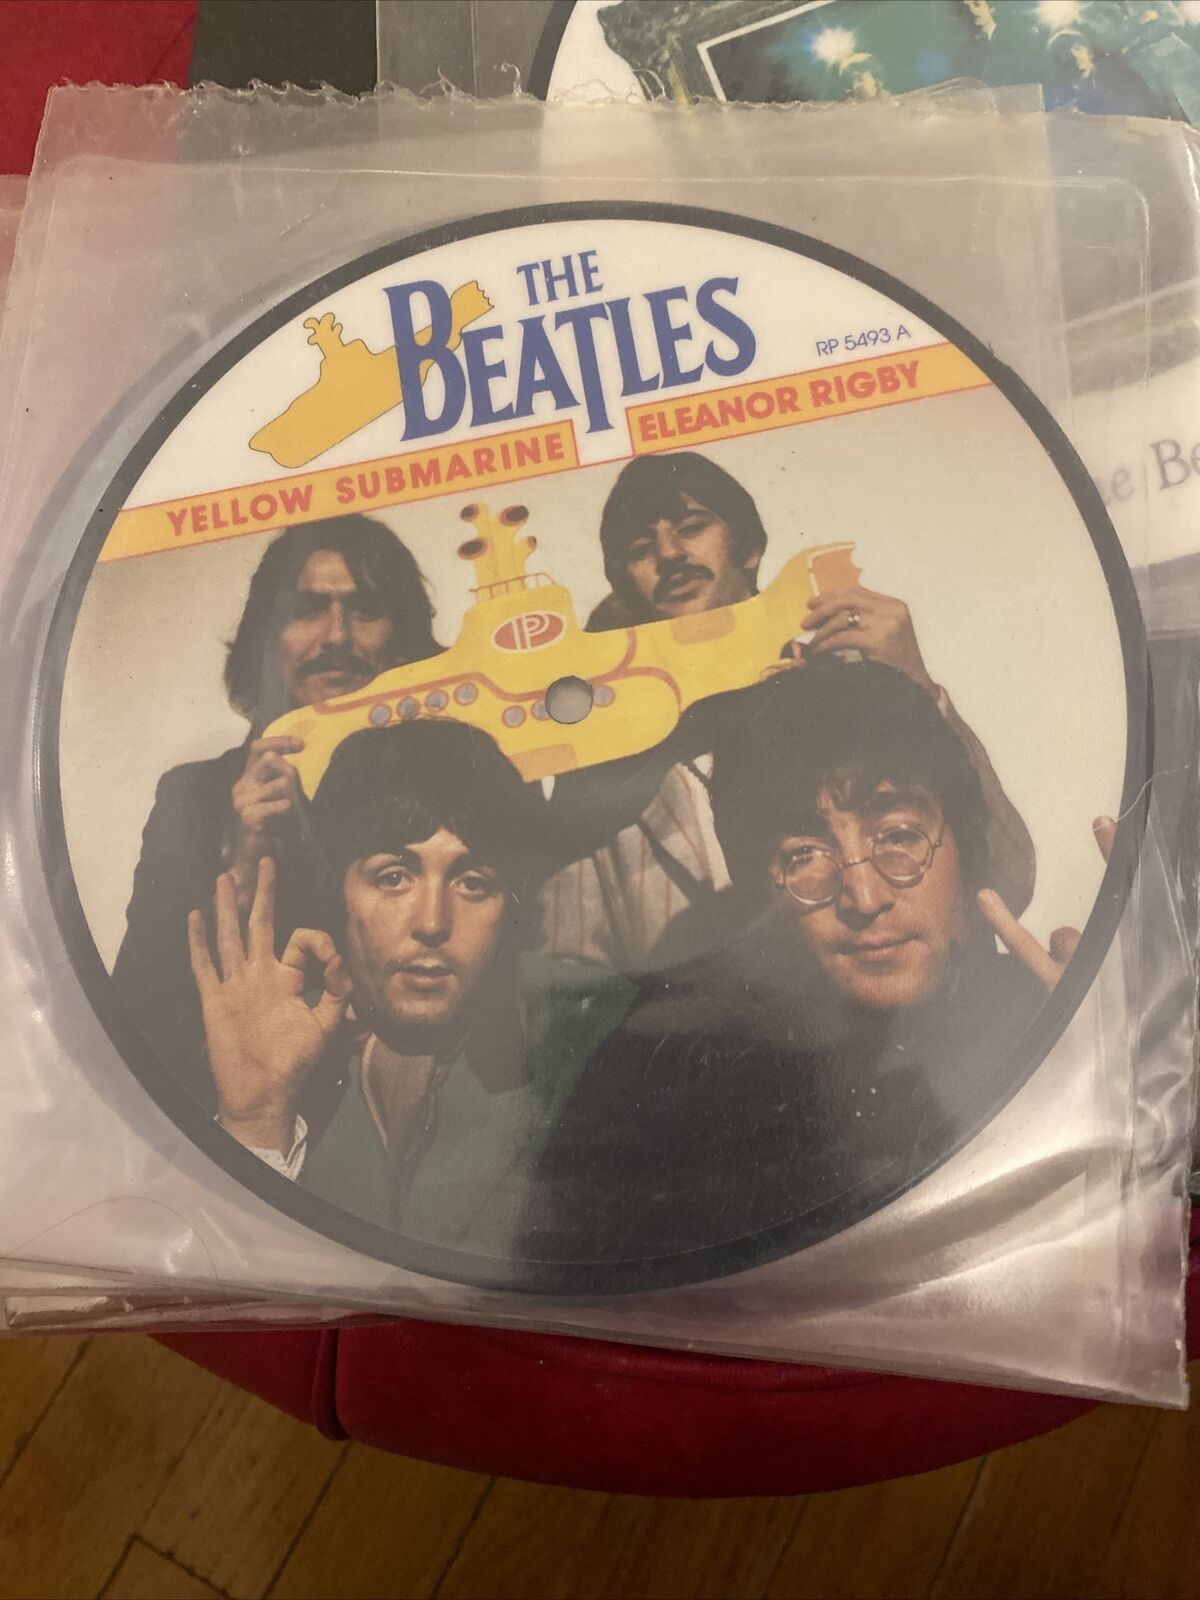 THE
BEATLES
RP 5493 A
YELLOW SUBMARINE
ELEANOR RIGBY
P